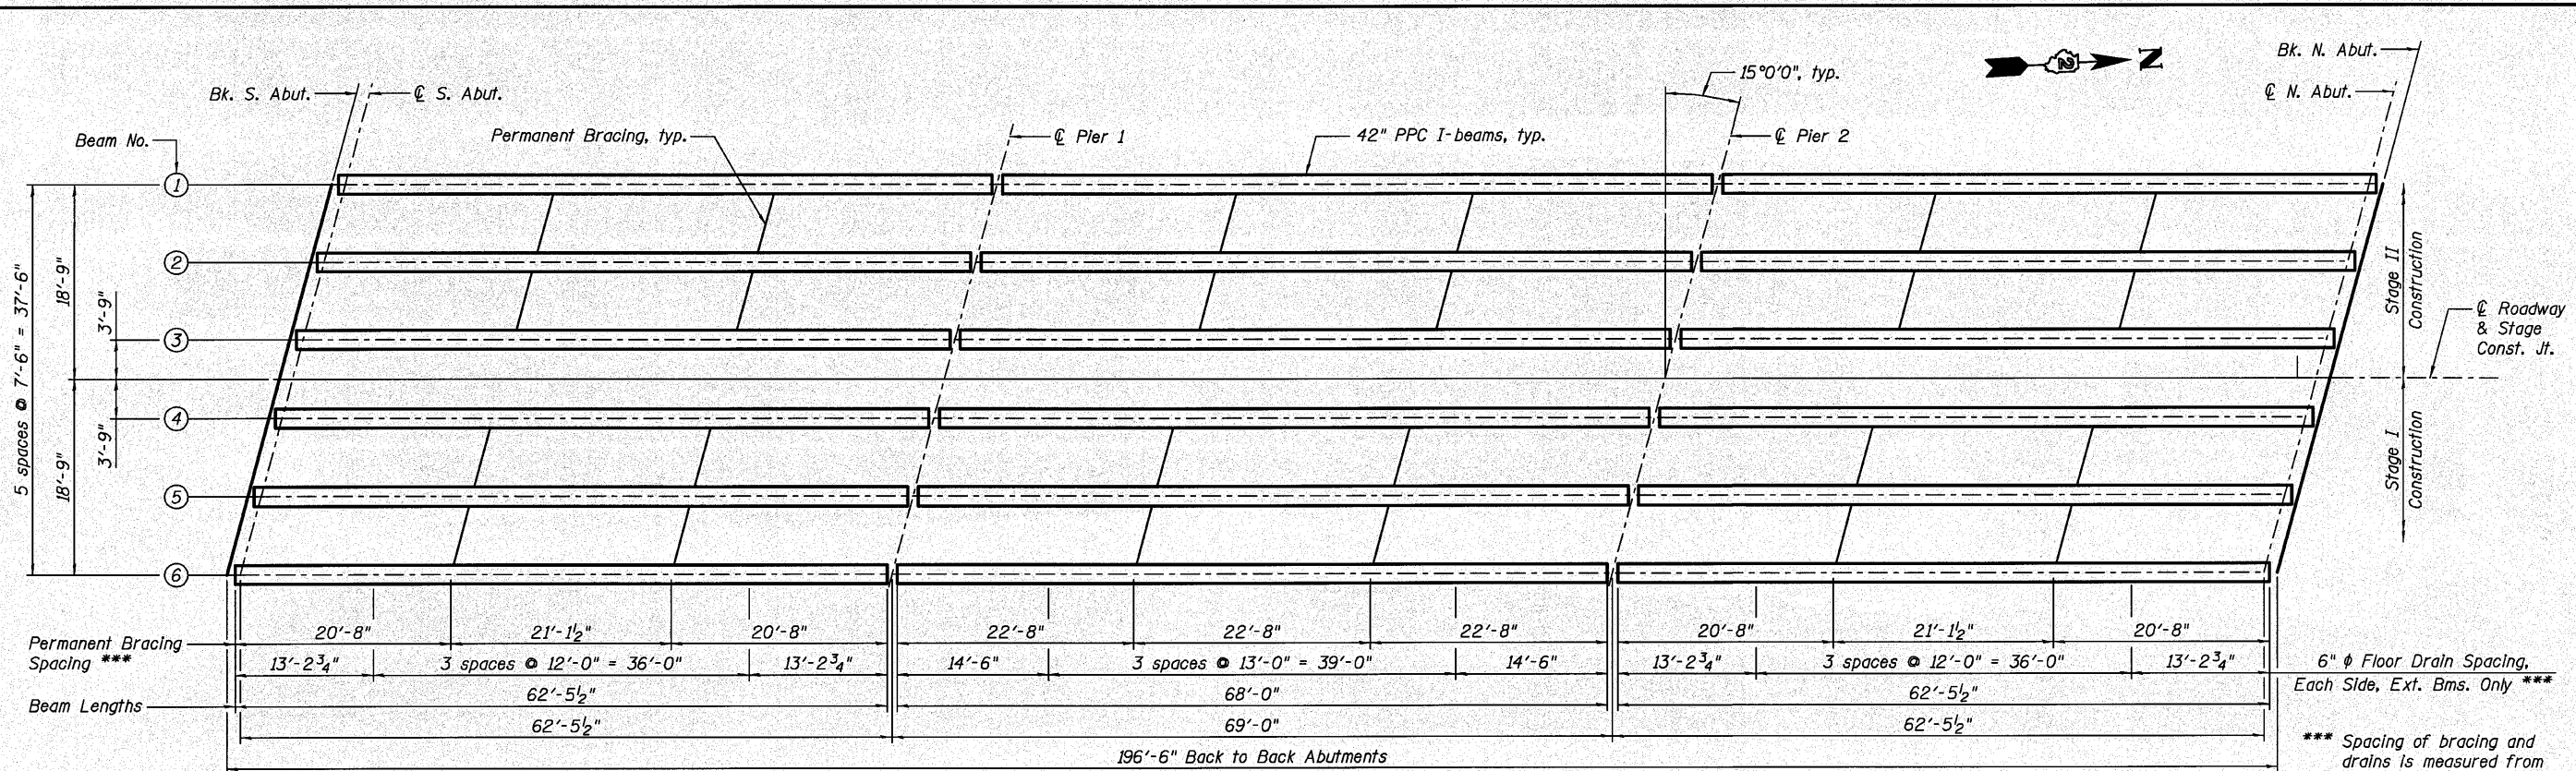 Bk. N. Abut.
℄ N. Abut.
15°0'0", typ.
N
Bk. S. Abut.
℄ S. Abut.
Beam No.
Permanent Bracing, typ.
℄ Pier 1
42" PPC I-beams, typ.
℄ Pier 2
1
2
3
4
5
6
5 spaces @ 7'-6" = 37'-6"
18'-9"
18'-9"
3'-9"
3'-9"
Stage II
Construction
Stage I
Construction
℄ Roadway
& Stage
Const. Jt.
Permanent Bracing
Spacing ***
20'-8"
21'-1½"
20'-8"
22'-8"
22'-8"
22'-8"
20'-8"
21'-1½"
20'-8"
13'-2¾"
3 spaces @ 12'-0" = 36'-0"
13'-2¾"
14'-6"
3 spaces @ 13'-0" = 39'-0"
14'-6"
13'-2¾"
3 spaces @ 12'-0" = 36'-0"
13'-2¾"
6" ϕ Floor Drain Spacing,
Each Side, Ext. Bms. Only ***
Beam Lengths
62'-5½"
68'-0"
62'-5½"
62'-5½"
69'-0"
62'-5½"
196'-6" Back to Back Abutments
*** Spacing of bracing and
drains is measured from